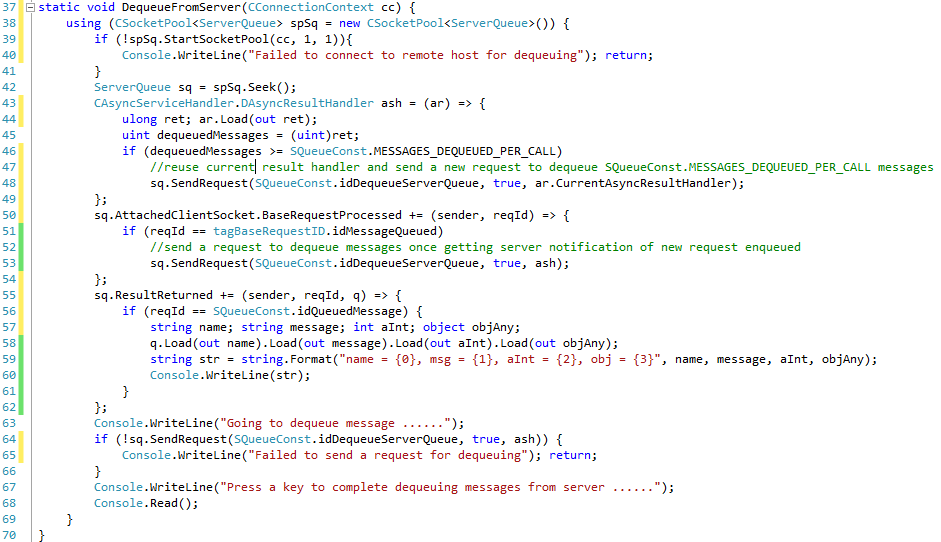 37 static void DequeueFromServer(CConnectionContext cc) {
38     using (CSocketPool<ServerQueue> spSq = new CSocketPool<ServerQueue>()) {
39         if (!spSq.StartSocketPool(cc, 1, 1)){
40             Console.WriteLine("Failed to connect to remote host for dequeuing"); return;
41         }
42         ServerQueue sq = spSq.Seek();
43         CAsyncServiceHandler.DAsyncResultHandler ash = (ar) => {
44             ulong ret; ar.Load(out ret);
45             uint dequeuedMessages = (uint)ret;
46             if (dequeuedMessages >= SQueueConst.MESSAGES_DEQUEUED_PER_CALL)
47                 //reuse current result handler and send a new request to dequeue SQueueConst.MESSAGES_DEQUEUED_PER_CALL messages
48                 sq.SendRequest(SQueueConst.idDequeueServerQueue, true, ar.CurrentAsyncResultHandler);
49         };
50         sq.AttachedClientSocket.BaseRequestProcessed += (sender, reqId) => {
51             if (reqId == tagBaseRequestID.idMessageQueued)
52                 //send a request to dequeue messages once getting server notification of new request enqueued
53                 sq.SendRequest(SQueueConst.idDequeueServerQueue, true, ash);
54         };
55         sq.ResultReturned += (sender, reqId, q) => {
56             if (reqId == SQueueConst.idQueuedMessage) {
57                 string name; string message; int aInt; object objAny;
58                 q.Load(out name).Load(out message).Load(out aInt).Load(out objAny);
59                 string str = string.Format("name = {0}, msg = {1}, aInt = {2}, obj = {3}", name, message, aInt, objAny);
60                 Console.WriteLine(str);
61             }
62         };
63         Console.WriteLine("Going to dequeue message ......");
64         if (!sq.SendRequest(SQueueConst.idDequeueServerQueue, true, ash)) {
65             Console.WriteLine("Failed to send a request for dequeuing"); return;
66         }
67         Console.WriteLine("Press a key to complete dequeuing messages from server ......");
68         Console.Read();
69     }
70 }